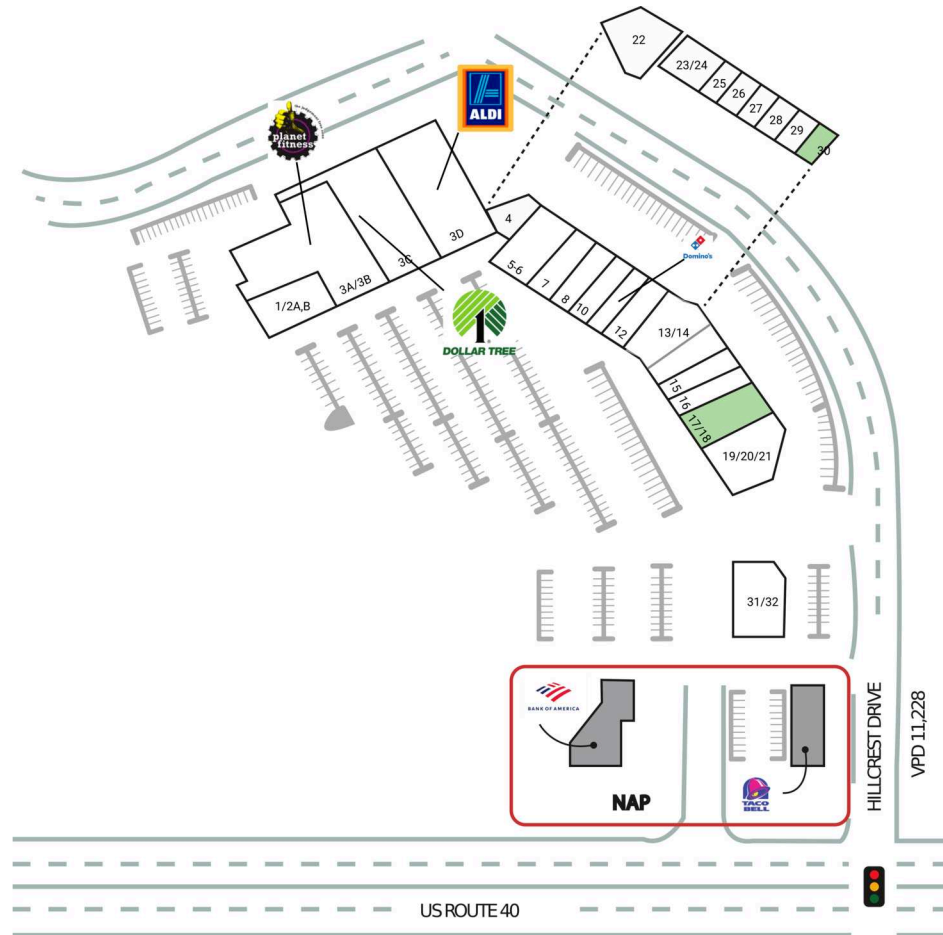 22
23/24
25
26
27
28
29
30
ALDI
planet
fitness
4
3D
3C
3A/3B
1/2A,B
5-6
7
8
10
12
Domino's
13/14
15
16
17/18
19/20/21
DOLLAR TREE
31/32
BANK OF AMERICA
NAP
TACO
BELL
HILLCREST DRIVE
VPD 11,228
US ROUTE 40